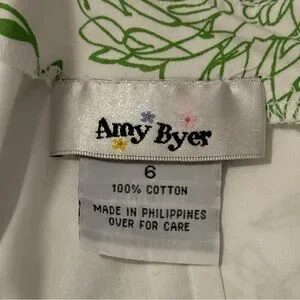 Amy Byer
6
100% COTTON
MADE IN PHILIPPINES
OVER FOR CARE